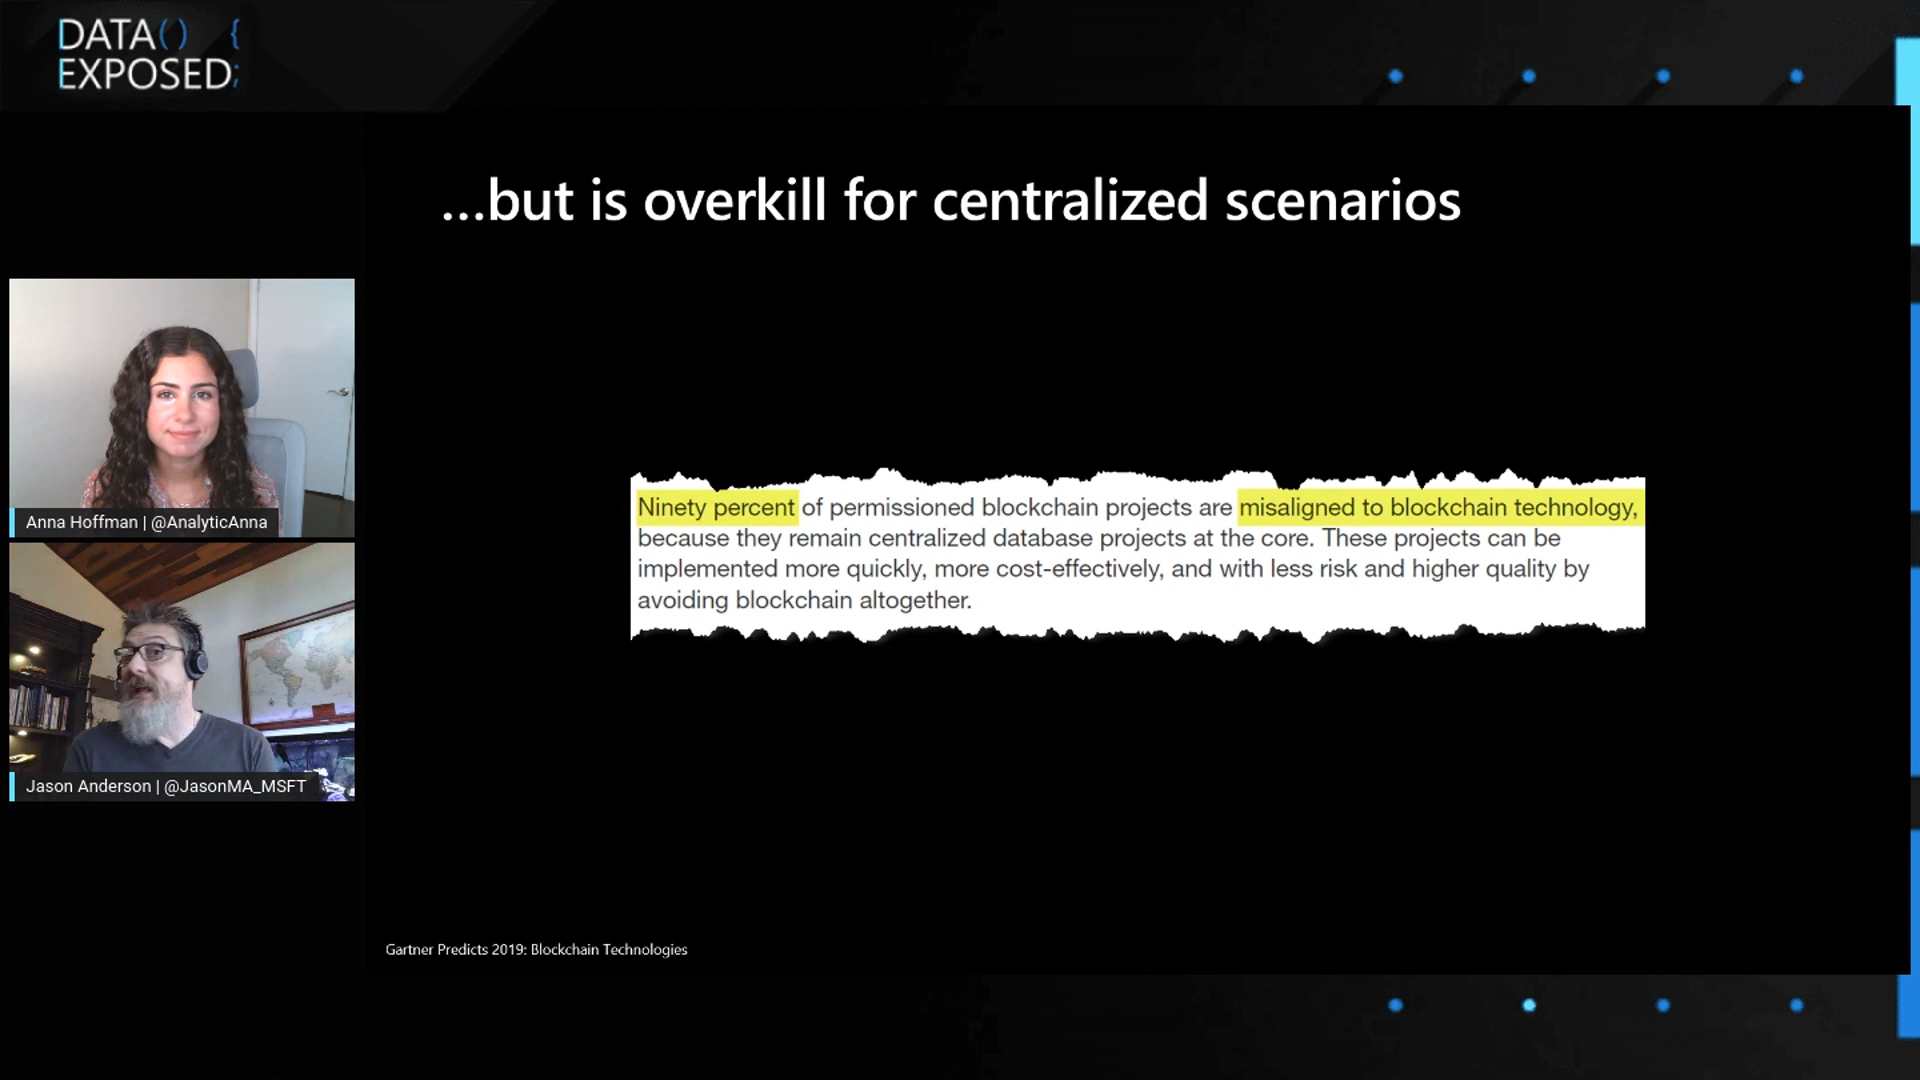 DATA() {
EXPOSED;
...but is overkill for centralized scenarios
Ninety percent of permissioned blockchain projects are misaligned to blockchain technology,
because they remain centralized database projects at the core. These projects can be
implemented more quickly, more cost-effectively, and with less risk and higher quality by
avoiding blockchain altogether.
Anna Hoffman | @AnalyticAnna
Jason Anderson | @JasonMA_MSFT
Gartner Predicts 2019: Blockchain Technologies